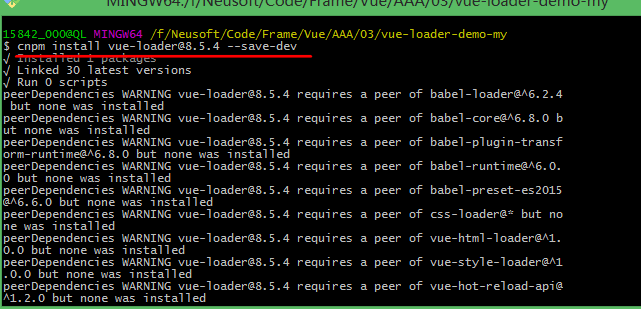 MINGW64:/f/Neusoft/Code/Frame/Vue/AAA/03/vue-loader-demo-my
15842_000@QL MINGW64 /f/Neusoft/Code/Frame/Vue/AAA/03/vue-loader-demo-my
$ cnpm install vue-loader@8.5.4 --save-dev
√ Installed 1 packages
√ Linked 30 latest versions
√ Run 0 scripts
peerDependencies WARNING vue-loader@8.5.4 requires a peer of babel-loader@^6.2.4
 but none was installed
peerDependencies WARNING vue-loader@8.5.4 requires a peer of babel-core@^6.8.0 b
ut none was installed
peerDependencies WARNING vue-loader@8.5.4 requires a peer of babel-plugin-transf
orm-runtime@^6.8.0 but none was installed
peerDependencies WARNING vue-loader@8.5.4 requires a peer of babel-runtime@^6.0.
0 but none was installed
peerDependencies WARNING vue-loader@8.5.4 requires a peer of babel-preset-es2015
@^6.6.0 but none was installed
peerDependencies WARNING vue-loader@8.5.4 requires a peer of css-loader@* but no
ne was installed
peerDependencies WARNING vue-loader@8.5.4 requires a peer of vue-html-loader@^1.
0.0 but none was installed
peerDependencies WARNING vue-loader@8.5.4 requires a peer of vue-style-loader@^1
.0.0 but none was installed
peerDependencies WARNING vue-loader@8.5.4 requires a peer of vue-hot-reload-api@
^1.2.0 but none was installed